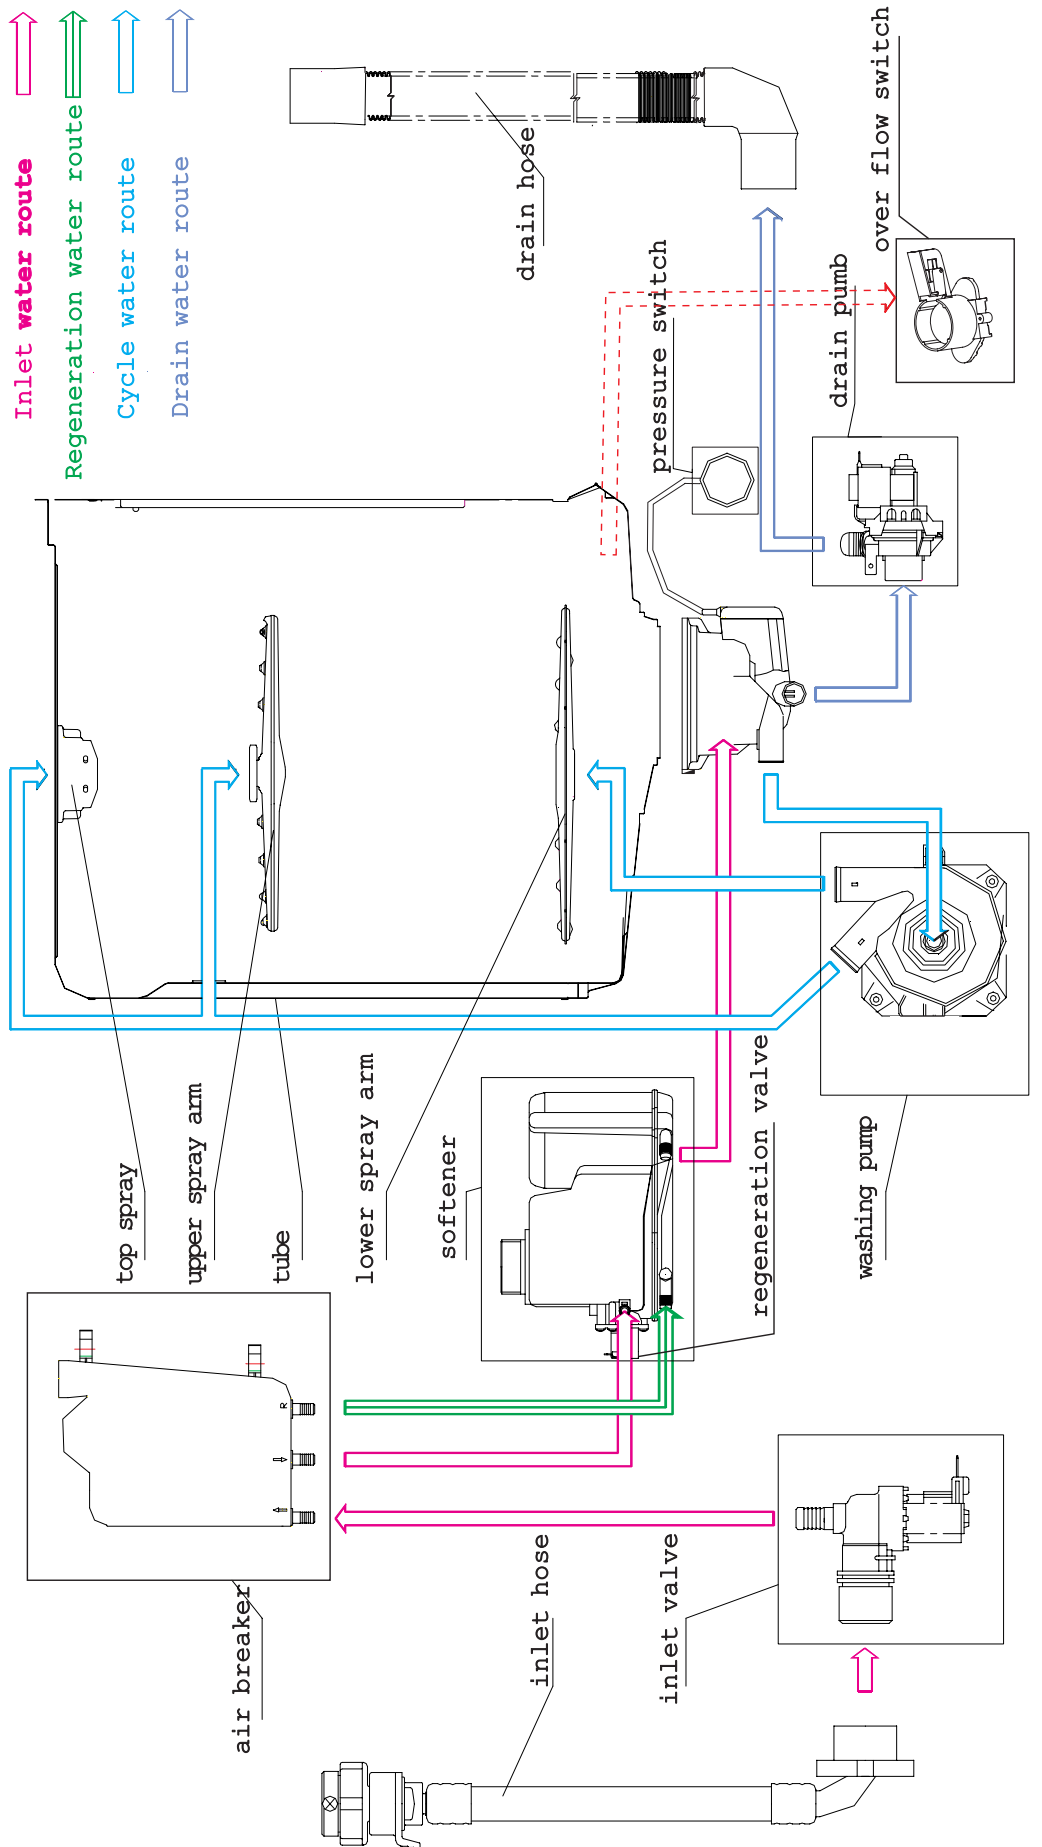 Inlet water route
Regeneration water route
Cycle water route
Drain water route
drain hose
over flow switch
pressure switch
drain pumb
top spray
upper spray arm
tube
lower spray arm
softener
regeneration valve
washing pump
R
air breaker
inlet hose
inlet valve